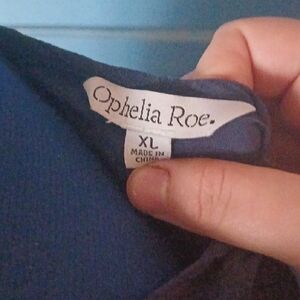 Ophelia Roe.
XL
MADE IN
CHINA